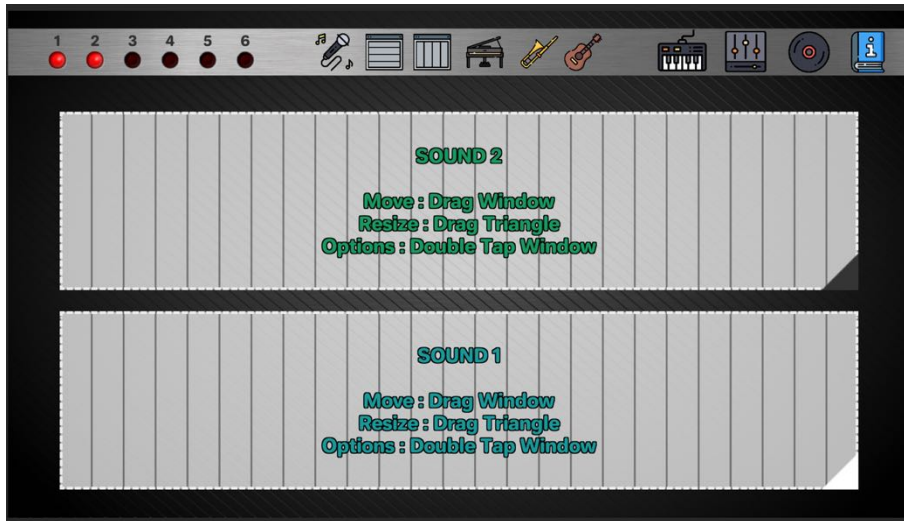 1 2 3 4 5 6
SOUND 2
Move : Drag Window
Resize : Drag Triangle
Options : Double Tap Window
SOUND 1
Move : Drag Window
Resize : Drag Triangle
Options : Double Tap Window